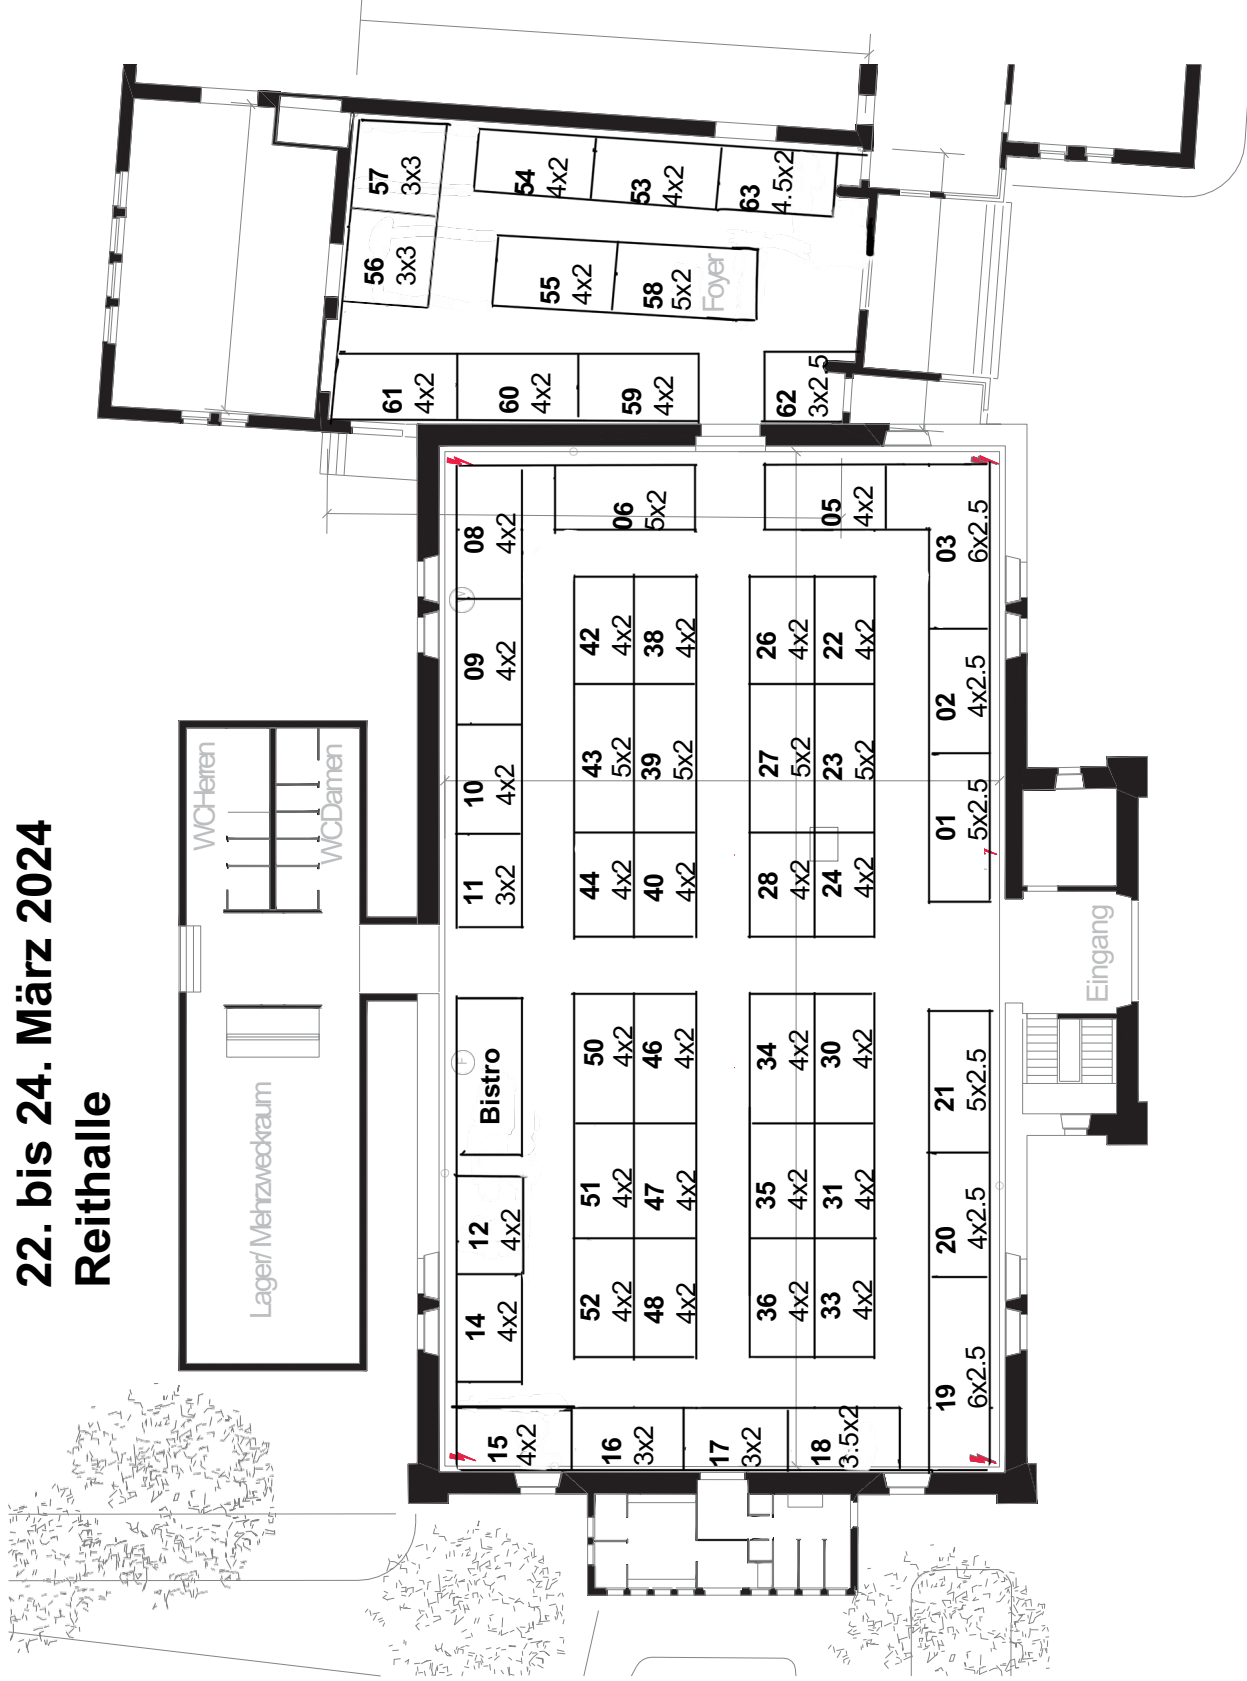 22. bis 24. März 2024
Reithalle
WCHerren
WCDamen
Lager/ Mehrzweckraum
57
3x3
56
3x3
54
4x2
53
4x2
63
4.5x2
55
4x2
58
5x2
Foyer
61
4x2
60
4x2
59
4x2
62
3x2.5
08
4x2
09
4x2
10
4x2
11
3x2
Bistro
12
4x2
14
4x2
15
4x2
16
3x2
17
3x2
18
3.5x2
06
5x2
05
4x2
42
4x2
38
4x2
43
5x2
39
5x2
44
4x2
40
4x2
50
4x2
46
4x2
51
4x2
47
4x2
52
4x2
48
4x2
26
4x2
22
4x2
27
5x2
23
5x2
28
4x2
24
4x2
34
4x2
30
4x2
35
4x2
31
4x2
36
4x2
33
4x2
03
6x2.5
02
4x2.5
01
5x2.5
21
5x2.5
20
4x2.5
19
6x2.5
Eingang